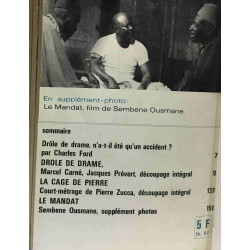 En supplément-photo:
Le Mandat, film de Sembene Ousmane.
sommaire
Drôle de drame, n'a-t-il été qu'un accident ?
par Charles Ford 7
DROLE DE DRAME,
Marcel Carné, Jacques Prévert, découpage intégral 9
LA CAGE DE PIERRE
Court-métrage de Pierre Zucca, découpage intégral 137
LE MANDAT
Sembene Ousmane, supplément photos
5 F